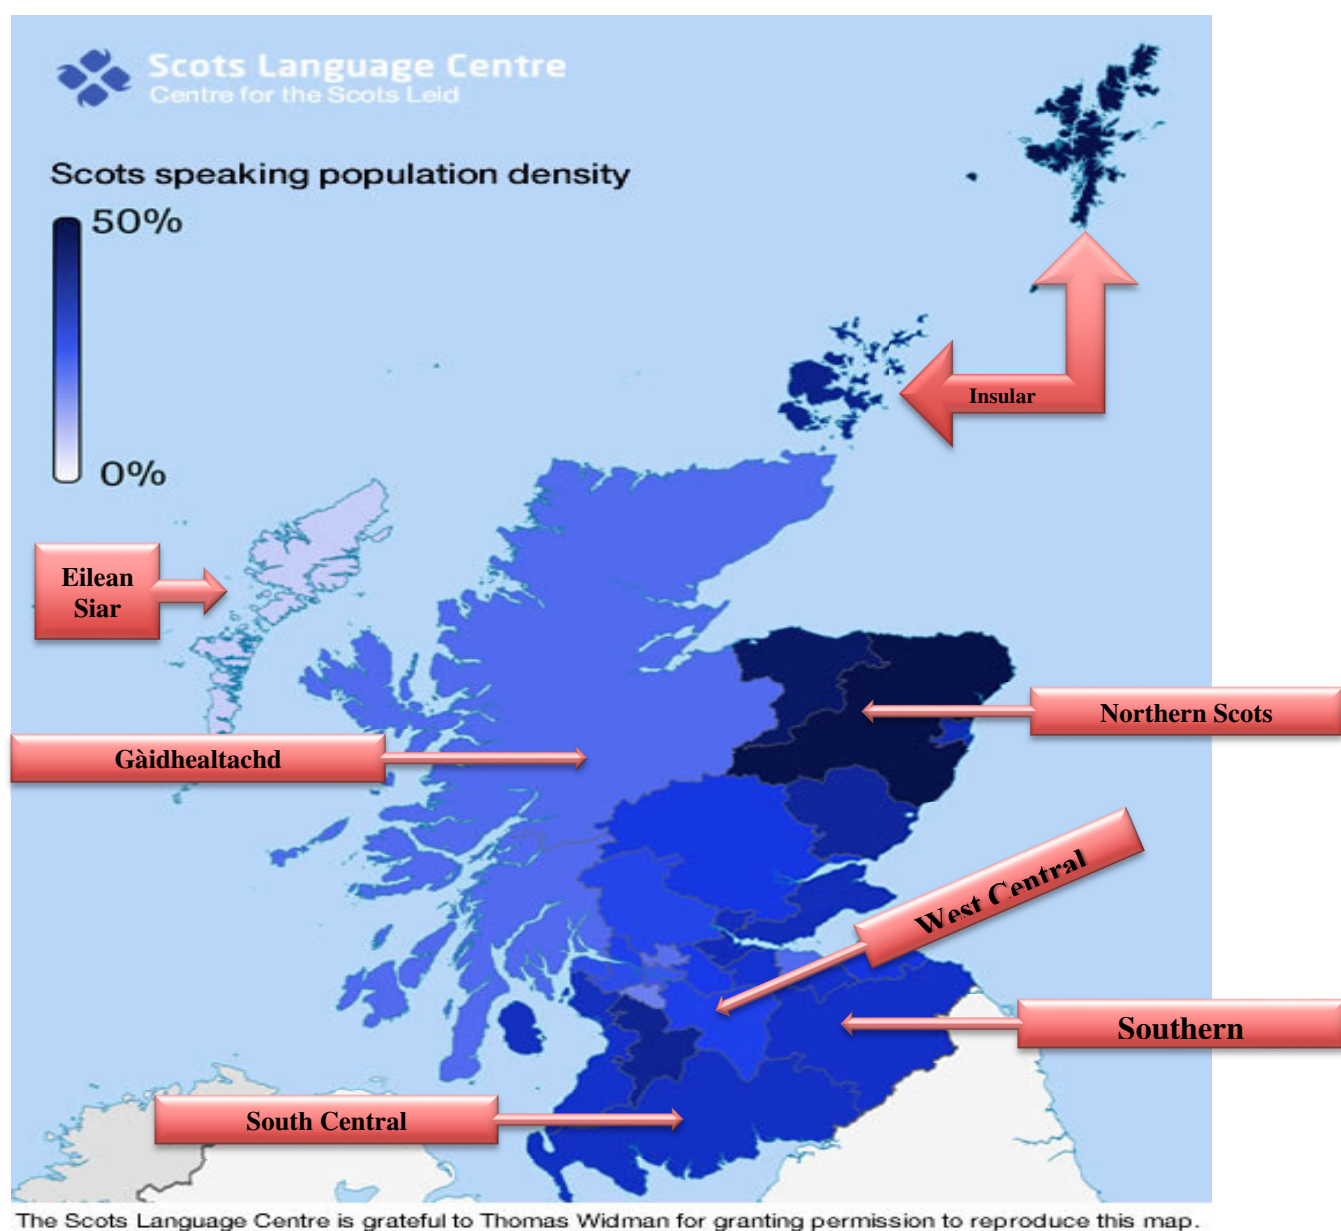 Scots Language Centre
Centre for the Scots Leid
Scots speaking population density
50%
0%
Insular
Eilean
Siar
Northern Scots
Gàidhealtachd
West Central
Southern
South Central
The Scots Language Centre is grateful to Thomas Widman for granting permission to reproduce this map.